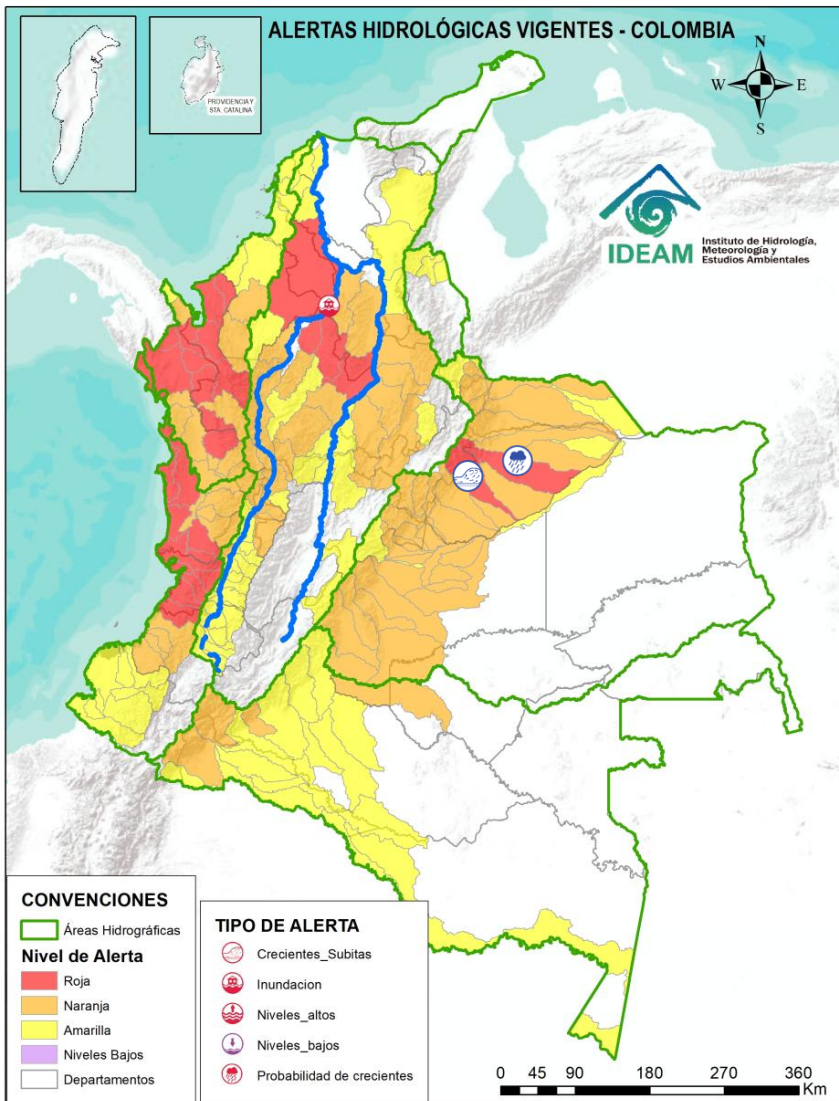 ALERTAS HIDROLÓGICAS VIGENTES - COLOMBIA
PROVIDENCIA Y
STA. CATALINA
N
W
E
S
IDEAM
Instituto de Hidrología,
Meteorología y
Estudios Ambientales
CONVENCIONES
Áreas Hidrográficas
Nivel de Alerta
Roja
Naranja
Amarilla
Niveles Bajos
Departamentos
TIPO DE ALERTA
Crecientes_Subitas
Inundacion
Niveles_altos
Niveles_bajos
Probabilidad de crecientes
0 45 90 180 270 360
Km